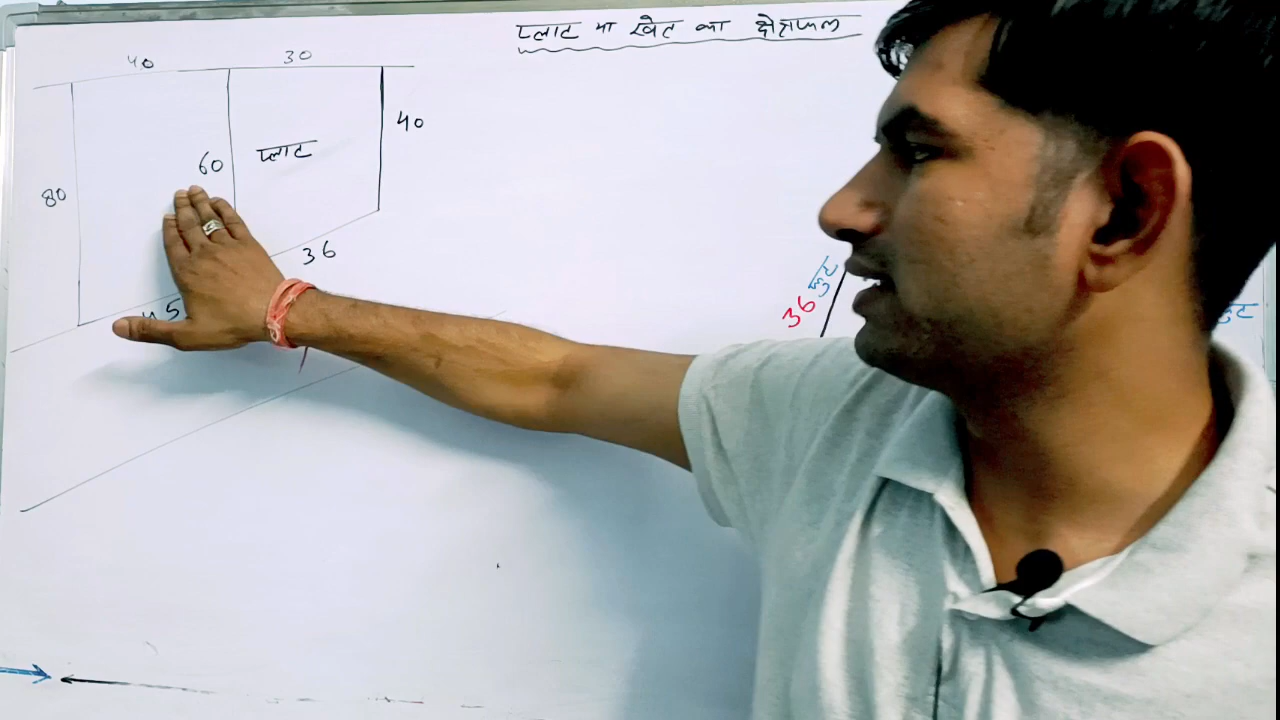 प्लाट या खेत का क्षेत्रफल
40 30
40
60 प्लाट
80
36
45
36 फुट
फुट